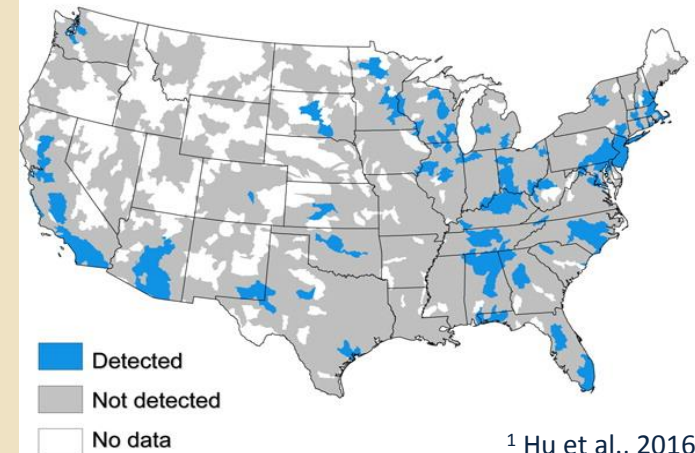 Detected
Not detected
No data
¹ Hu et al., 2016